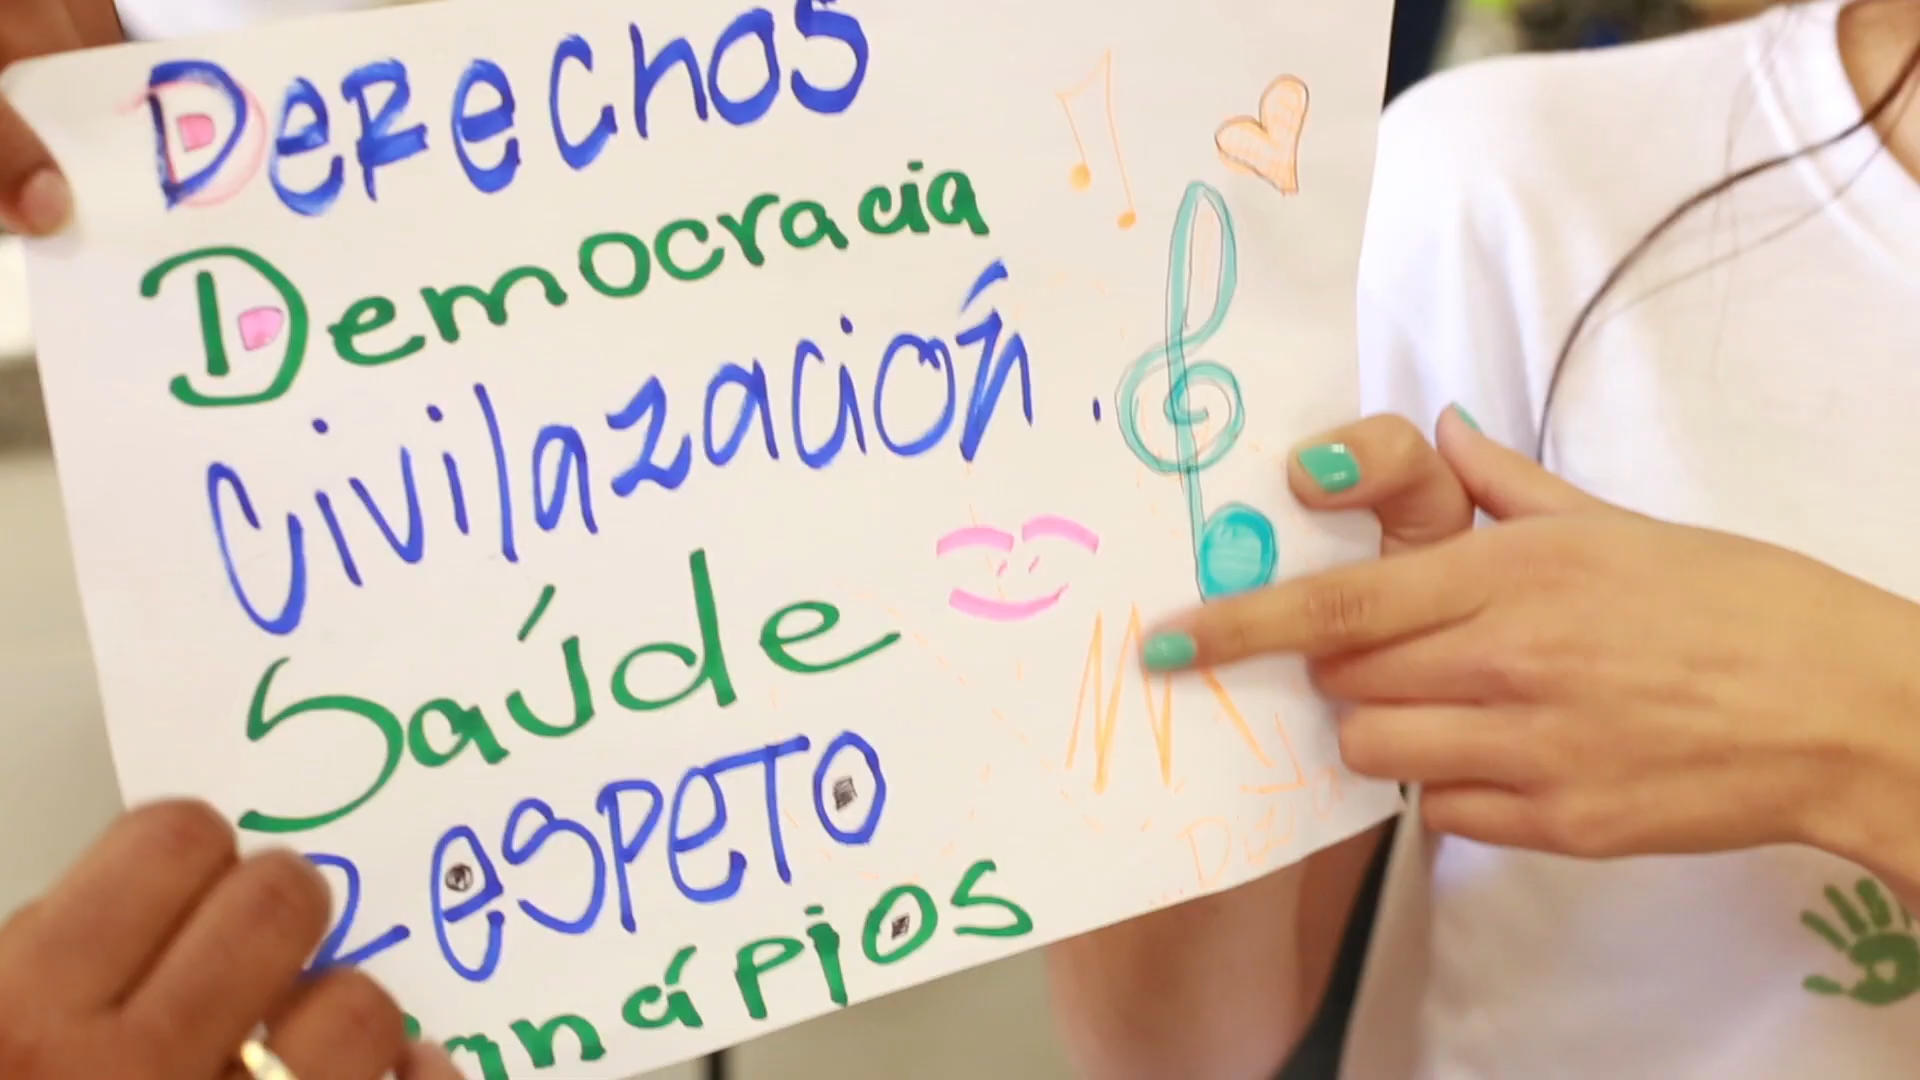 Derechos
Democracia
civilazación.
Saúde
Respeto